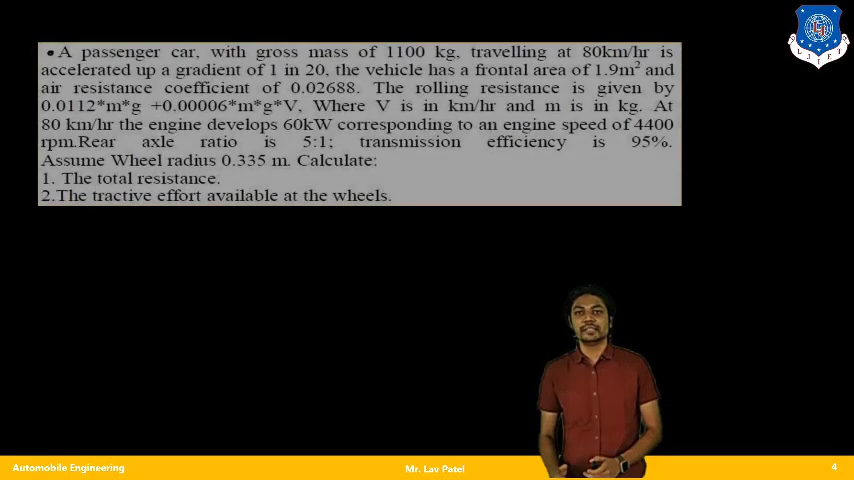 • A passenger car, with gross mass of 1100 kg, travelling at 80km/hr is
accelerated up a gradient of 1 in 20, the vehicle has a frontal area of 1.9m² and
air resistance coefficient of 0.02688. The rolling resistance is given by
0.0112*m*g +0.00006*m*g*V, Where V is in km/hr and m is in kg. At
80 km/hr the engine develops 60kW corresponding to an engine speed of 4400
rpm.Rear axle ratio is 5:1; transmission efficiency is 95%.
Assume Wheel radius 0.335 m. Calculate:
1. The total resistance.
2.The tractive effort available at the wheels.
LJIET
Automobile Engineering
Mr. Lav Patel
4